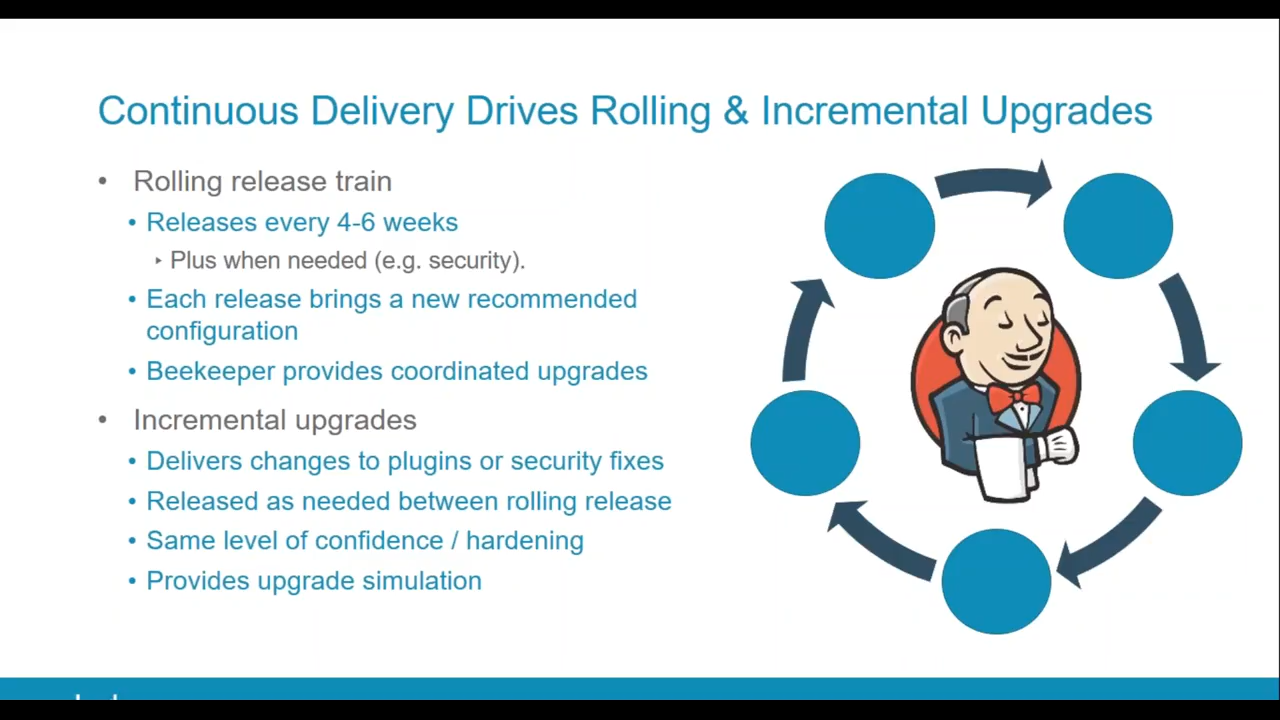 Continuous Delivery Drives Rolling & Incremental Upgrades
• Rolling release train
• Releases every 4-6 weeks
‣ Plus when needed (e.g. security).
• Each release brings a new recommended
configuration
• Beekeeper provides coordinated upgrades
• Incremental upgrades
• Delivers changes to plugins or security fixes
• Released as needed between rolling release
• Same level of confidence / hardening
• Provides upgrade simulation